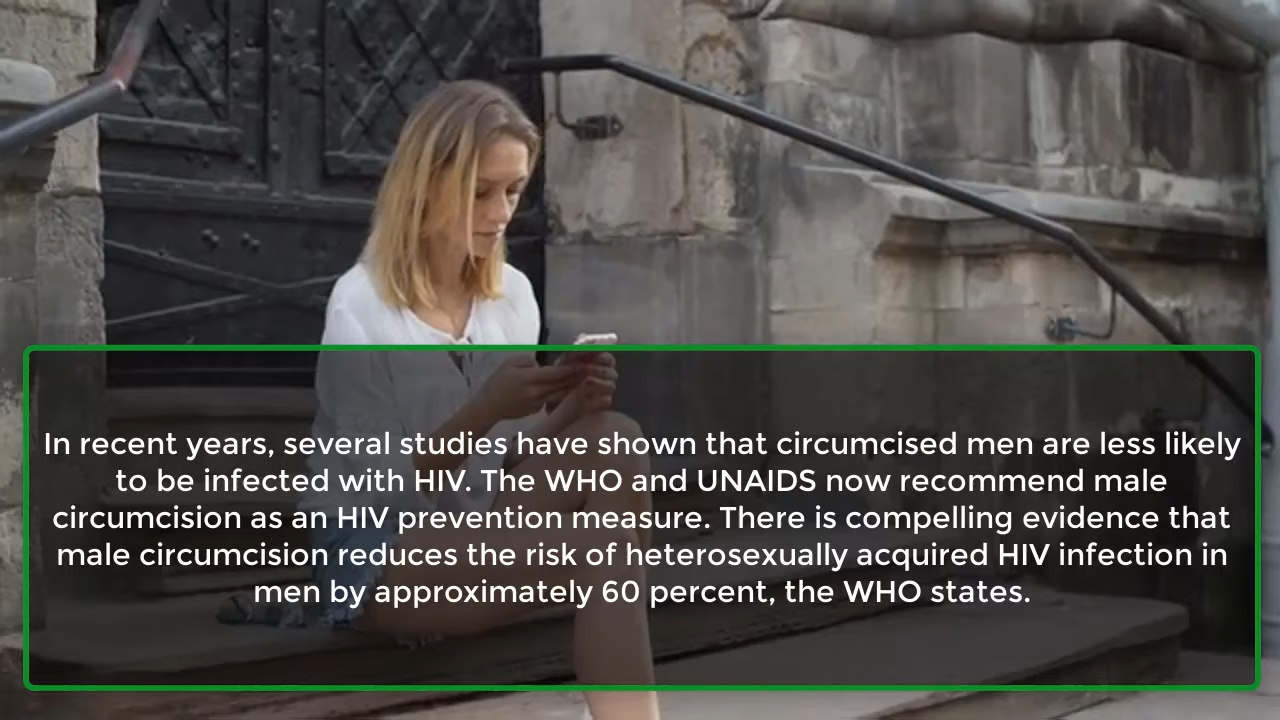 In recent years, several studies have shown that circumcised men are less likely
to be infected with HIV. The WHO and UNAIDS now recommend male
circumcision as an HIV prevention measure. There is compelling evidence that
male circumcision reduces the risk of heterosexually acquired HIV infection in
men by approximately 60 percent, the WHO states.